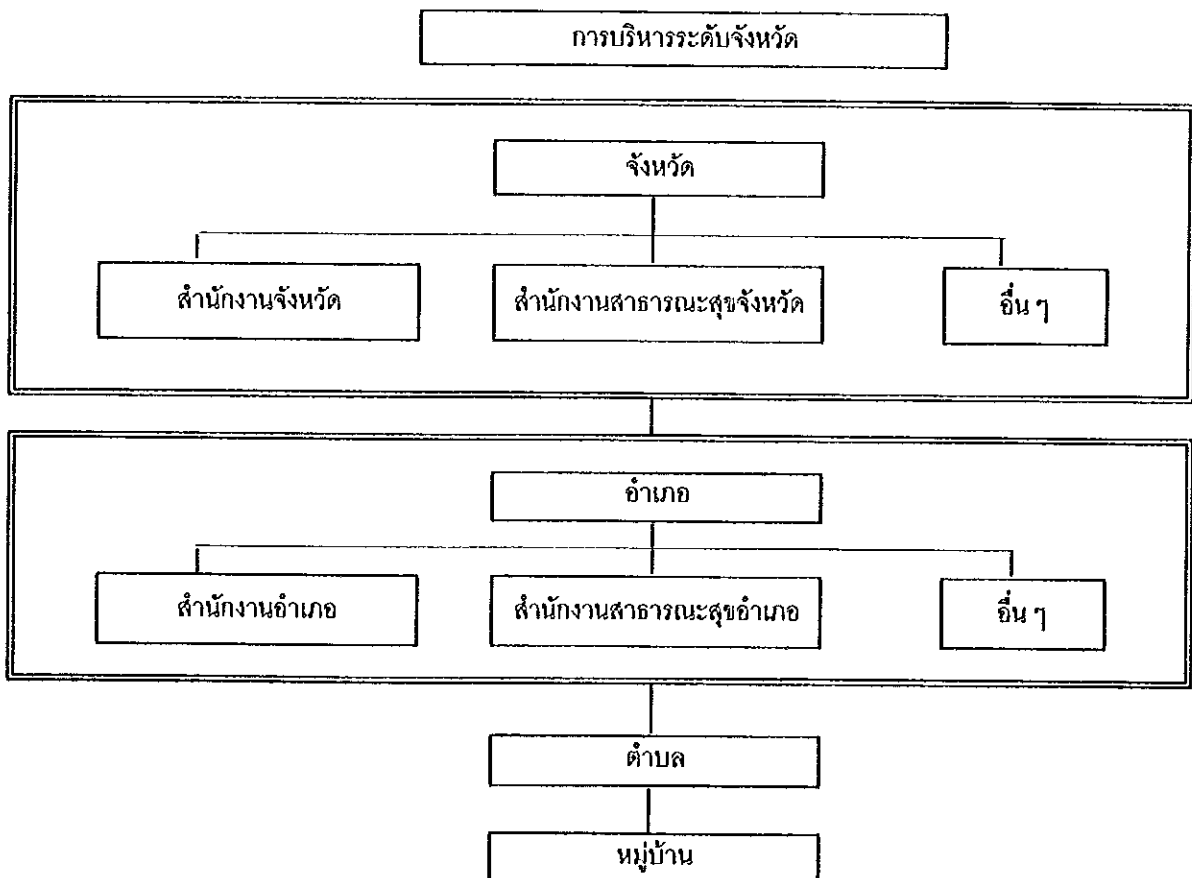 การบริหารระดับจังหวัด
จังหวัด
สำนักงานจังหวัด
สำนักงานสาธารณะสุขจังหวัด
อื่น ๆ
อำเภอ
สำนักงานอำเภอ
สำนักงานสาธารณะสุขอำเภอ
อื่น ๆ
ตำบล
หมู่บ้าน